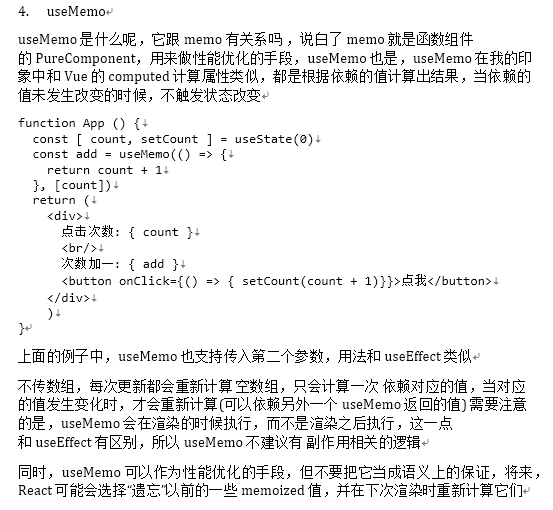 4. useMemo
useMemo 是什么呢，它跟 memo 有关系吗 ，说白了 memo 就是函数组件
的 PureComponent，用来做性能优化的手段，useMemo 也是，useMemo 在我的印
象中和 Vue 的 computed 计算属性类似，都是根据依赖的值计算出结果，当依赖的
值未发生改变的时候，不触发状态改变
function App () {
const [ count, setCount ] = useState(0)
const add = useMemo(() => {
return count + 1
}, [count])
return (
<div>
点击次数: { count }
<br/>
次数加一: { add }
<button onClick={() => { setCount(count + 1)}}>点我</button>
</div>
)
}
上面的例子中，useMemo 也支持传入第二个参数，用法和 useEffect 类似
不传数组，每次更新都会重新计算 空数组，只会计算一次 依赖对应的值，当对应
的值发生变化时，才会重新计算(可以依赖另外一个 useMemo 返回的值) 需要注意
的是，useMemo 会在渲染的时候执行，而不是渲染之后执行，这一点
和 useEffect 有区别，所以 useMemo 不建议有 副作用相关的逻辑
同时，useMemo 可以作为性能优化的手段，但不要把它当成语义上的保证，将来，
React 可能会选择“遗忘”以前的一些 memoized 值，并在下次渲染时重新计算它们